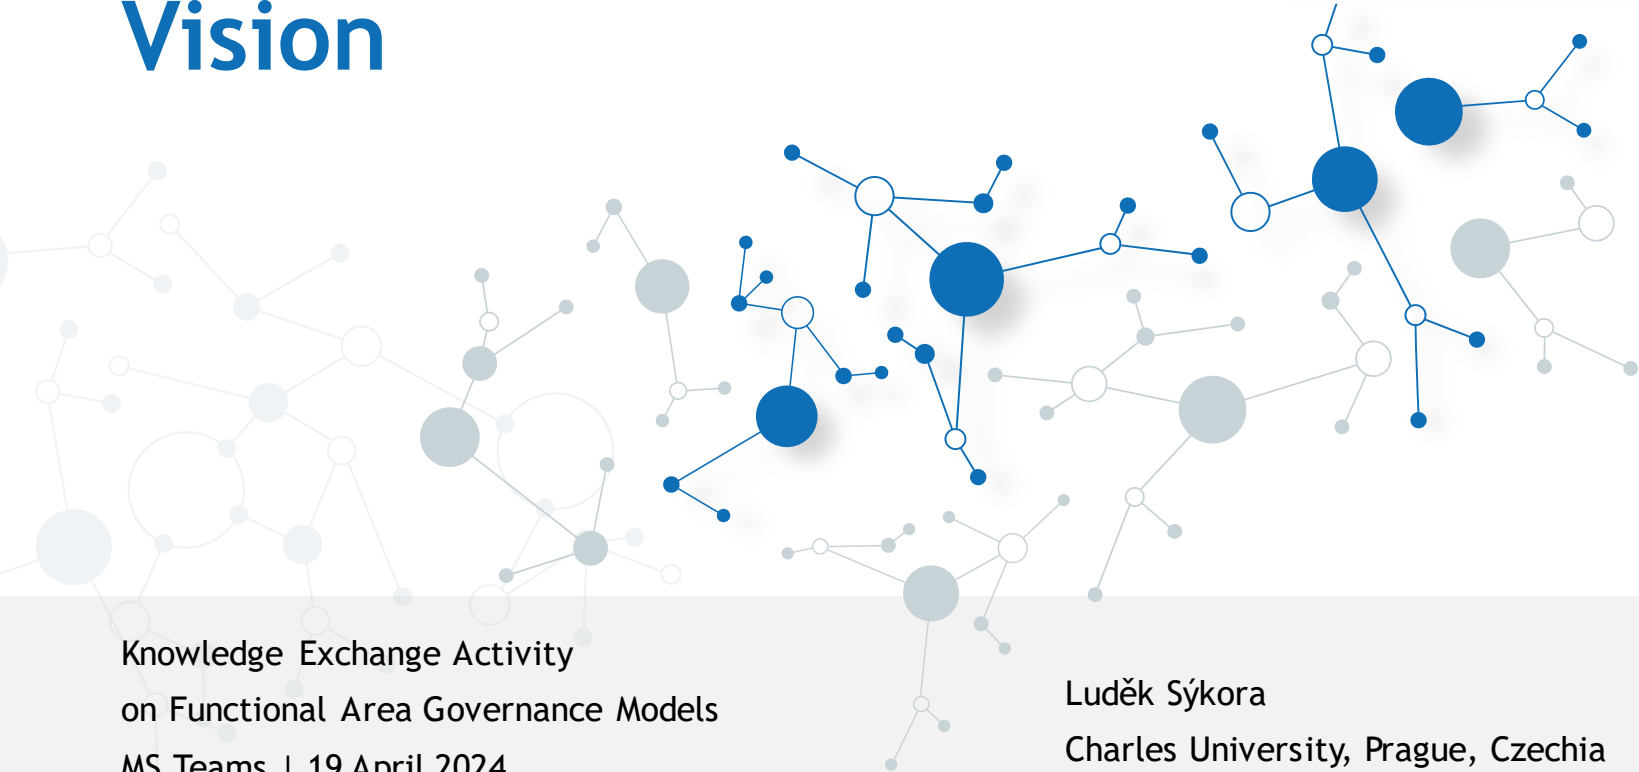 Vision
Knowledge Exchange Activity
on Functional Area Governance Models
MS Teams | 19 April 2024
Luděk Sýkora
Charles University, Prague, Czechia